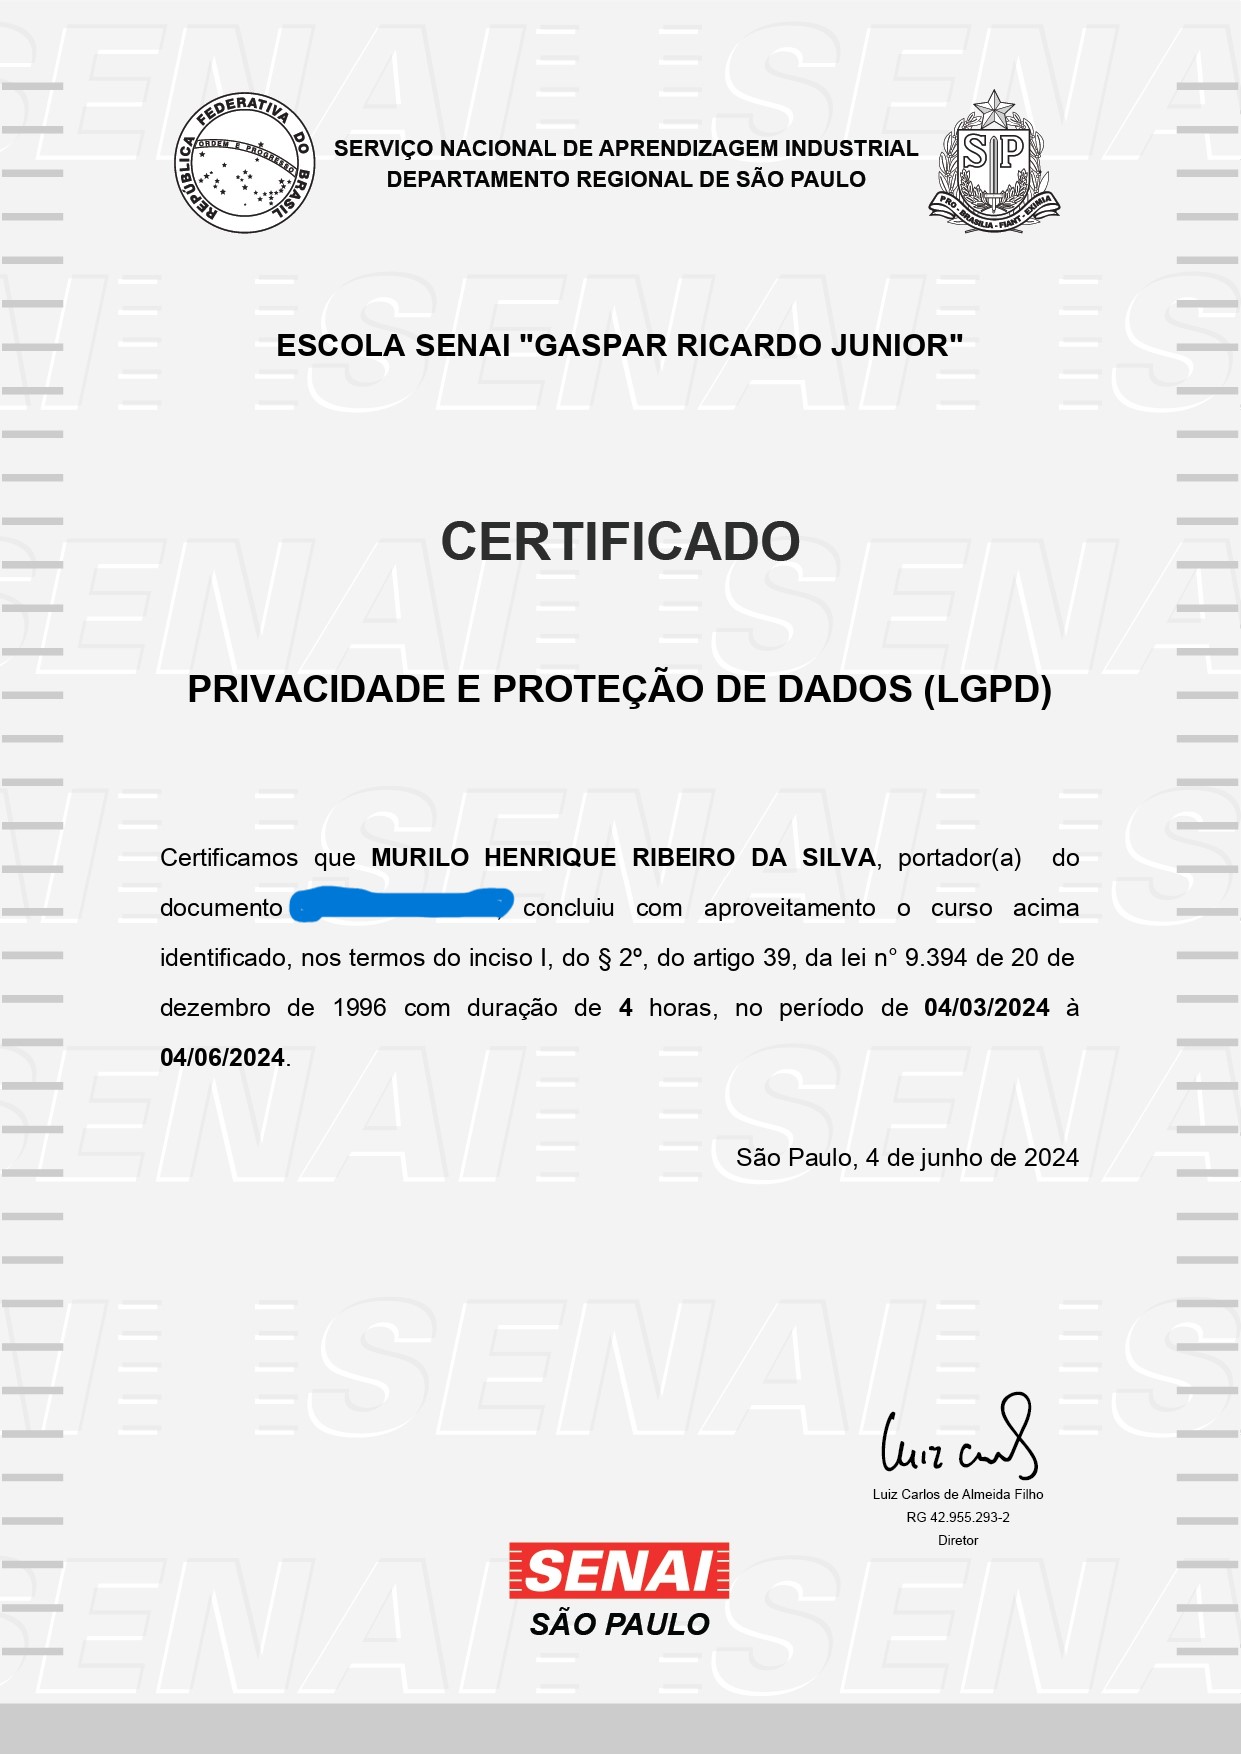 REPÚBLICA FEDERATIVA DO BRASIL
ORDEM E PROGRESSO
SERVIÇO NACIONAL DE APRENDIZAGEM INDUSTRIAL
DEPARTAMENTO REGIONAL DE SÃO PAULO
SP
PRO - BRASILIA - FIANT - EXIMIA
ESCOLA SENAI "GASPAR RICARDO JUNIOR"
CERTIFICADO
PRIVACIDADE E PROTEÇÃO DE DADOS (LGPD)
Certificamos que MURILO HENRIQUE RIBEIRO DA SILVA, portador(a) do
documento , concluiu com aproveitamento o curso acima
identificado, nos termos do inciso I, do § 2º, do artigo 39, da lei n° 9.394 de 20 de
dezembro de 1996 com duração de 4 horas, no período de 04/03/2024 à
04/06/2024.
São Paulo, 4 de junho de 2024
Luiz Carlos de Almeida Filho
RG 42.955.293-2
Diretor
SENAI
SÃO PAULO